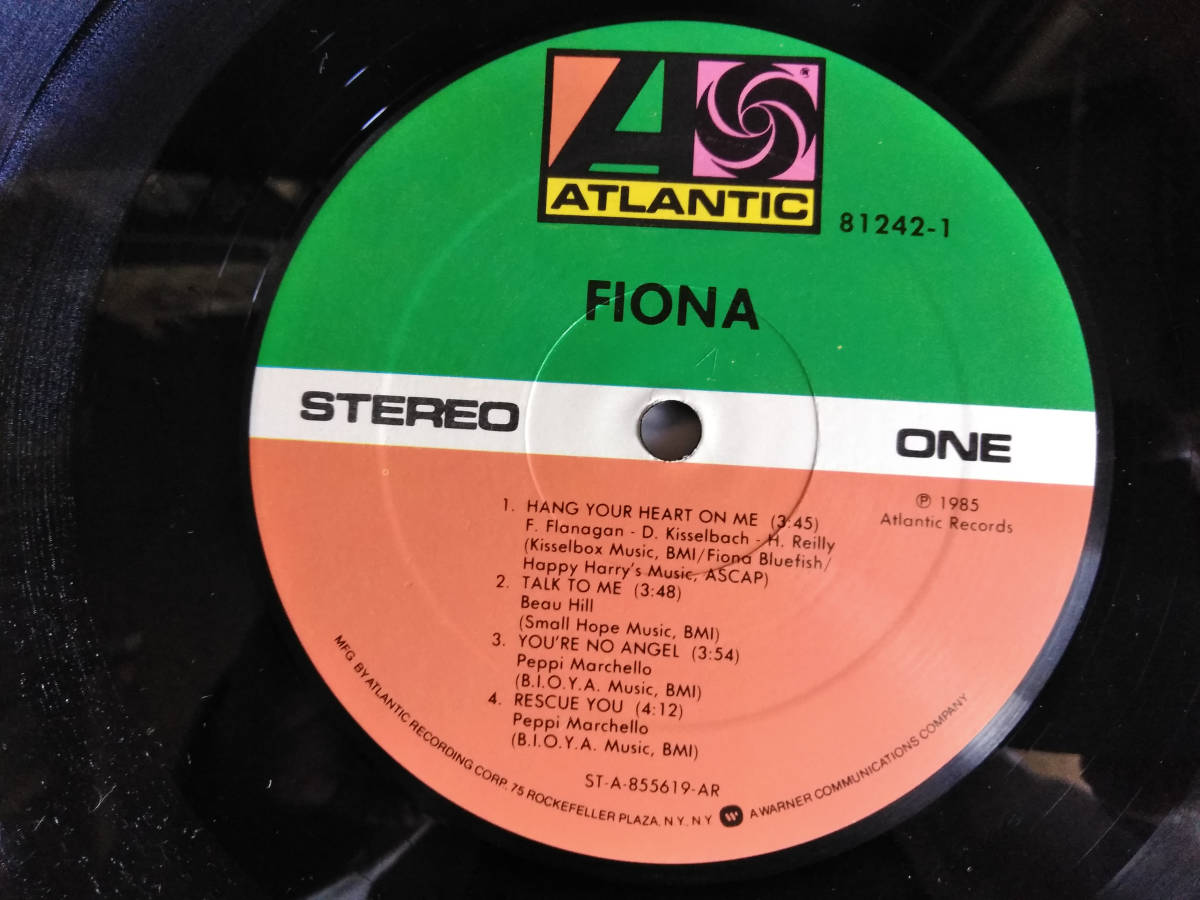 ATLANTIC
81242-1
FIONA
1
STEREO
ONE
℗ 1985
Atlantic Records
1. HANG YOUR HEART ON ME (3:45)
F. Flanagan - D. Kisselbach - H. Reilly
(Kisselbox Music, BMI/Fiona Bluefish/
Happy Harry's Music, ASCAP)
2. TALK TO ME (3:48)
Beau Hill
(Small Hope Music, BMI)
3. YOU'RE NO ANGEL (3:54)
Peppi Marchello
(B.I.O.Y.A. Music, BMI)
4. RESCUE YOU (4:12)
Peppi Marchello
(B.I.O.Y.A. Music, BMI)
ST-A-855619-AR
MFG BY ATLANTIC RECORDING CORP. 75 ROCKEFELLER PLAZA. N.Y., N.Y. A WARNER COMMUNICATIONS COMPANY